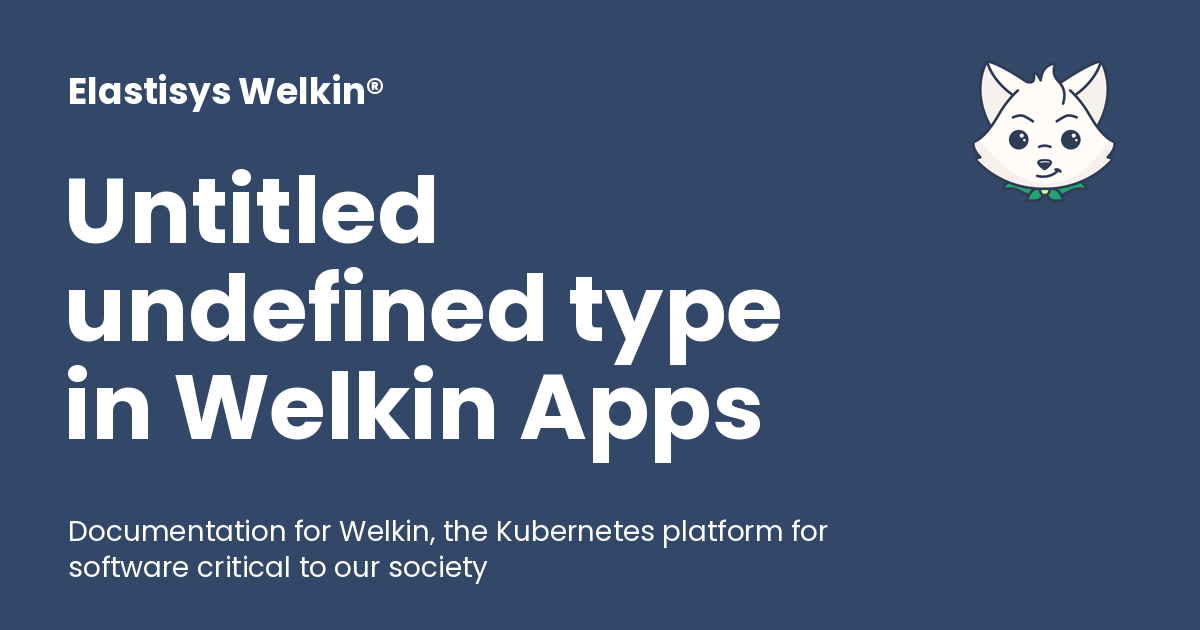 Elastisys Welkin®
Untitled
undefined type
in Welkin Apps
Documentation for Welkin, the Kubernetes platform for
software critical to our society